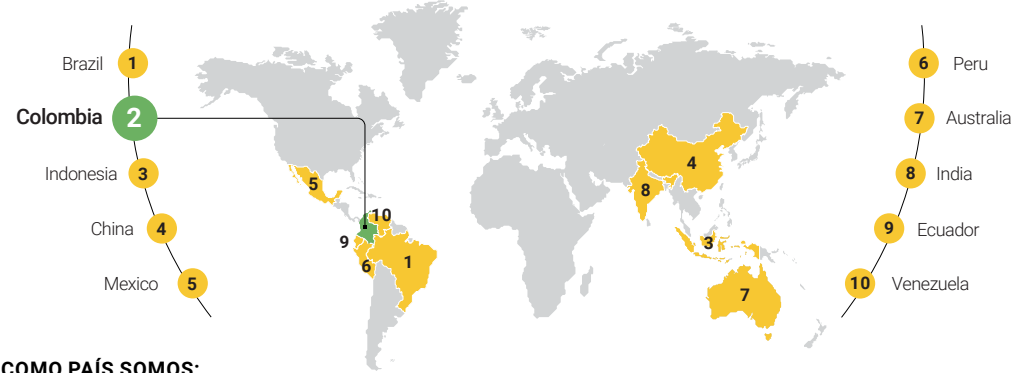 Brazil 1
Colombia 2
Indonesia 3
China 4
Mexico 5
6 Peru
7 Australia
8 India
9 Ecuador
10 Venezuela
5
10
9
6
1
4
8
3
7
COMO PAÍS SOMOS: